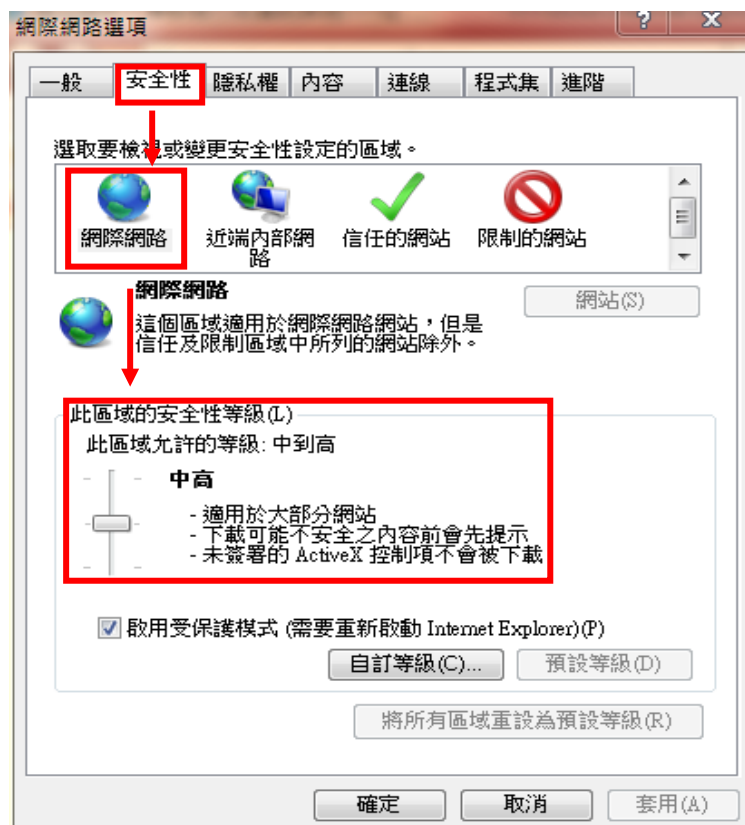 網際網路選項
? X
一般 安全性 隱私權 內容 連線 程式集 進階
選取要檢視或變更安全性設定的區域。
網際網路 近端內部網路 信任的網站 限制的網站
網際網路
網站(S)
這個區域適用於網際網路網站，但是
信任及限制區域中所列的網站除外。
此區域的安全性等級(L)
此區域允許的等級: 中到高
中高
- 適用於大部分網站
- 下載可能不安全之內容前會先提示
- 未簽署的 ActiveX 控制項不會被下載
啟用受保護模式 (需要重新啟動 Internet Explorer)(P)
自訂等級(C)... 預設等級(D)
將所有區域重設為預設等級(R)
確定 取消 套用(A)